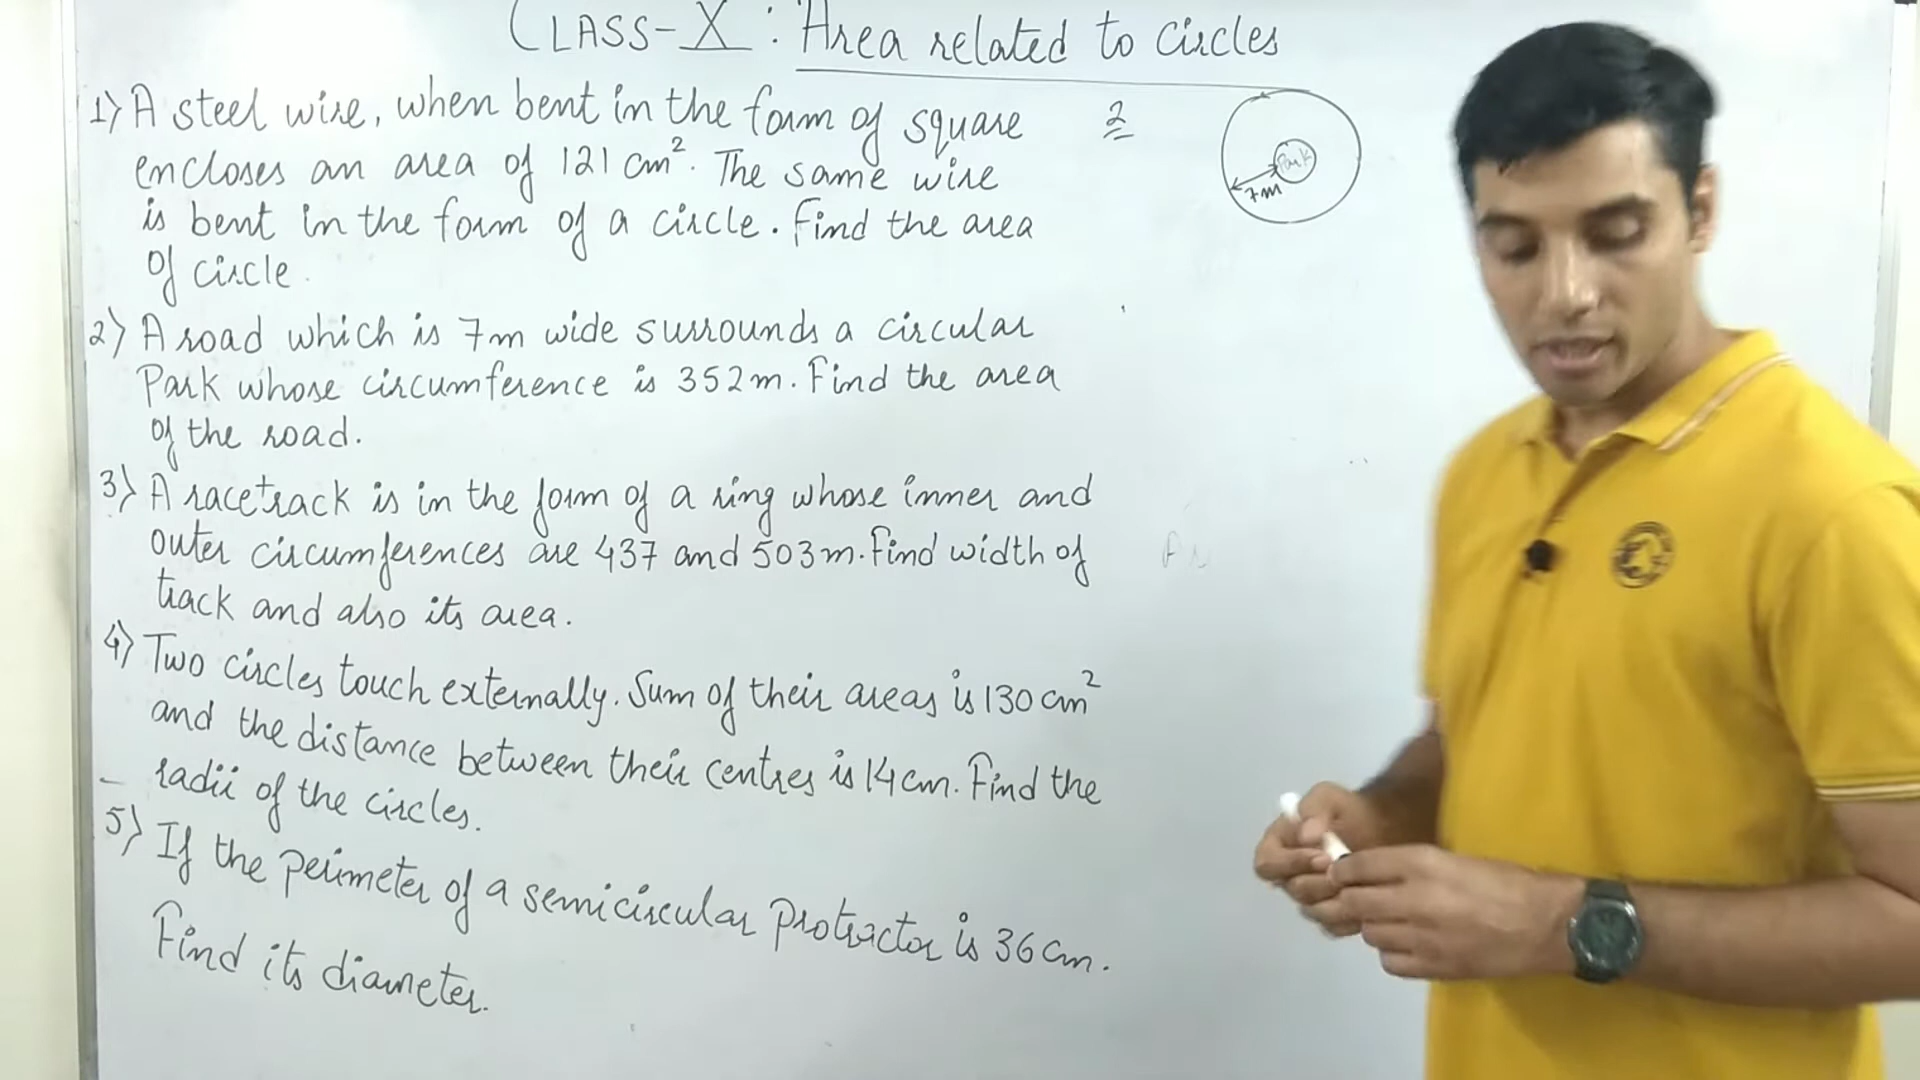 CLASS-X : Area related to circles
1) A steel wire, when bent in the form of square
encloses an area of 121 cm². The same wire
is bent in the form of a circle. Find the area
of circle.
2) A road which is 7m wide surrounds a circular
Park whose circumference is 352m. Find the area
of the road.
3) A racetrack is in the form of a ring whose inner and
outer circumferences are 437 and 503m. Find width of
track and also its area.
4) Two circles touch externally. Sum of their areas is 130 cm²
and the distance between their centres is 14 cm. Find the
radii of the circles.
5) If the perimeter of a semicircular protractor is 36 cm.
Find its diameter.
2
Park
7m